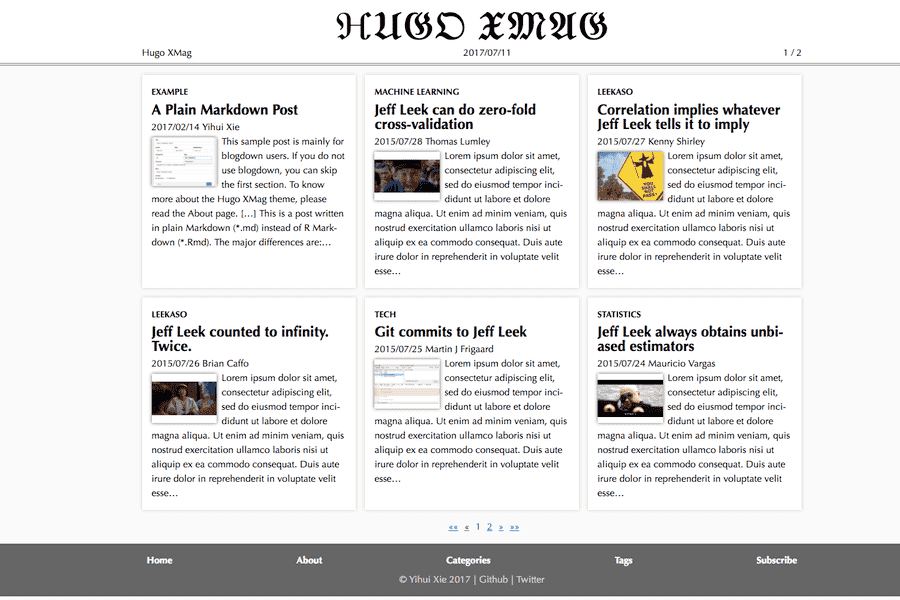 HUGO XMAG
Hugo XMag
2017/07/11
1 / 2
EXAMPLE
A Plain Markdown Post
2017/02/14 Yihui Xie
This sample post is mainly for
blogdown users. If you do not
use blogdown, you can skip
the first section. To know
more about the Hugo XMag theme, please
read the About page. […] This is a post written
in plain Markdown (*.md) instead of R Mark-
down (*.Rmd). The major differences are:…
MACHINE LEARNING
Jeff Leek can do zero-fold
cross-validation
2015/07/28 Thomas Lumley
Lorem ipsum dolor sit amet,
consectetur adipiscing elit,
sed do eiusmod tempor inci-
didunt ut labore et dolore
magna aliqua. Ut enim ad minim veniam, quis
nostrud exercitation ullamco laboris nisi ut
aliquip ex ea commodo consequat. Duis aute
irure dolor in reprehenderit in voluptate velit
esse…
LEEKASO
Correlation implies whatever
Jeff Leek tells it to imply
2015/07/27 Kenny Shirley
YOU
SHALL
NOT
PASS!
Lorem ipsum dolor sit amet,
consectetur adipiscing elit,
sed do eiusmod tempor inci-
didunt ut labore et dolore
magna aliqua. Ut enim ad minim veniam, quis
nostrud exercitation ullamco laboris nisi ut
aliquip ex ea commodo consequat. Duis aute
irure dolor in reprehenderit in voluptate velit
esse…
LEEKASO
Jeff Leek counted to infinity.
Twice.
2015/07/26 Brian Caffo
Lorem ipsum dolor sit amet,
consectetur adipiscing elit,
sed do eiusmod tempor inci-
didunt ut labore et dolore
magna aliqua. Ut enim ad minim veniam, quis
nostrud exercitation ullamco laboris nisi ut
aliquip ex ea commodo consequat. Duis aute
irure dolor in reprehenderit in voluptate velit
esse…
TECH
Git commits to Jeff Leek
2015/07/25 Martin J Frigaard
Lorem ipsum dolor sit amet,
consectetur adipiscing elit,
sed do eiusmod tempor inci-
didunt ut labore et dolore
magna aliqua. Ut enim ad minim veniam, quis
nostrud exercitation ullamco laboris nisi ut
aliquip ex ea commodo consequat. Duis aute
irure dolor in reprehenderit in voluptate velit
esse…
STATISTICS
Jeff Leek always obtains unbi-
ased estimators
2015/07/24 Mauricio Vargas
Lorem ipsum dolor sit amet,
consectetur adipiscing elit,
sed do eiusmod tempor inci-
didunt ut labore et dolore
magna aliqua. Ut enim ad minim veniam, quis
nostrud exercitation ullamco laboris nisi ut
aliquip ex ea commodo consequat. Duis aute
irure dolor in reprehenderit in voluptate velit
esse…
«« « 1 2 » »»
Home About Categories Tags Subscribe
© Yihui Xie 2017 | Github | Twitter